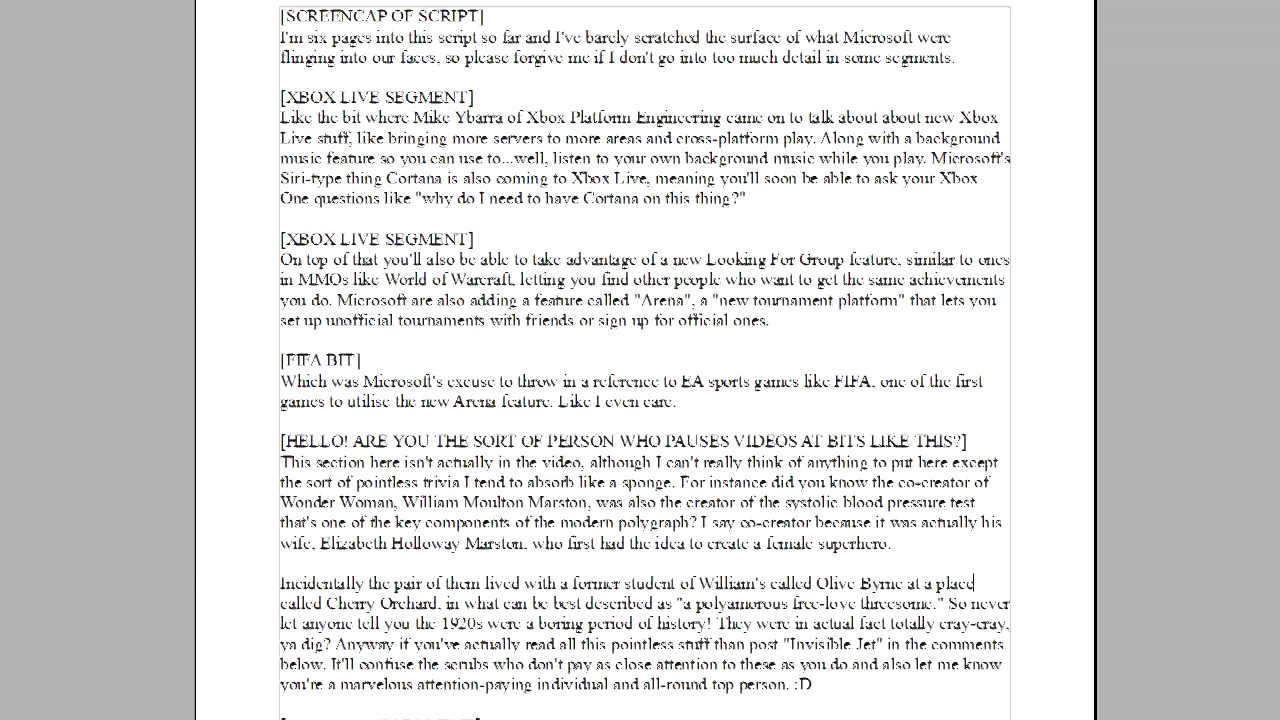 [SCREENCAP OF SCRIPT]
I'm six pages into this script so far and I've barely scratched the surface of what Microsoft were
flinging into our faces, so please forgive me if I don't go into too much detail in some segments.
[XBOX LIVE SEGMENT]
Like the bit where Mike Ybarra of Xbox Platform Engineering came on to talk about about new Xbox
Live stuff, like bringing more servers to more areas and cross-platform play. Along with a background
music feature so you can use to...well, listen to your own background music while you play. Microsoft's
Siri-type thing Cortana is also coming to Xbox Live, meaning you'll soon be able to ask your Xbox
One questions like "why do I need to have Cortana on this thing?"
[XBOX LIVE SEGMENT]
On top of that you'll also be able to take advantage of a new Looking For Group feature, similar to ones
in MMOs like World of Warcraft, letting you find other people who want to get the same achievements
you do. Microsoft are also adding a feature called "Arena", a "new tournament platform" that lets you
set up unofficial tournaments with friends or sign up for official ones.
[FIFA BIT]
Which was Microsoft's excuse to throw in a reference to EA sports games like FIFA, one of the first
games to utilise the new Arena feature. Like I even care.
[HELLO! ARE YOU THE SORT OF PERSON WHO PAUSES VIDEOS AT BITS LIKE THIS?]
This section here isn't actually in the video, although I can't really think of anything to put here except
the sort of pointless trivia I tend to absorb like a sponge. For instance did you know the co-creator of
Wonder Woman, William Moulton Marston, was also the creator of the systolic blood pressure test
that's one of the key components of the modern polygraph? I say co-creator because it was actually his
wife, Elizabeth Holloway Marston, who first had the idea to create a female superhero.
Incidentally the pair of them lived with a former student of William's called Olive Byrne at a place
called Cherry Orchard, in what can be best described as "a polyamorous free-love threesome." So never
let anyone tell you the 1920s were a boring period of history! They were in actual fact totally cray-cray,
ya dig? Anyway if you've actually read all this pointless stuff than post "Invisible Jet" in the comments
below. It'll confuse the scrubs who don't pay as close attention to these as you do and also let me know
you're a marvelous attention-paying individual and all-round top person. :D